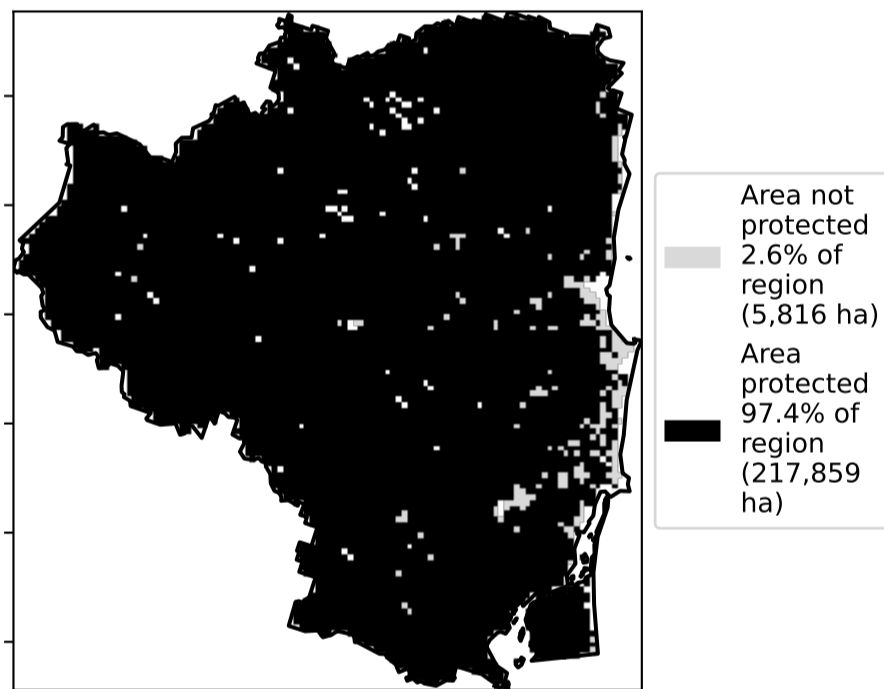 Area not
protected
2.6% of
region
(5,816 ha)
Area
protected
97.4% of
region
(217,859
ha)